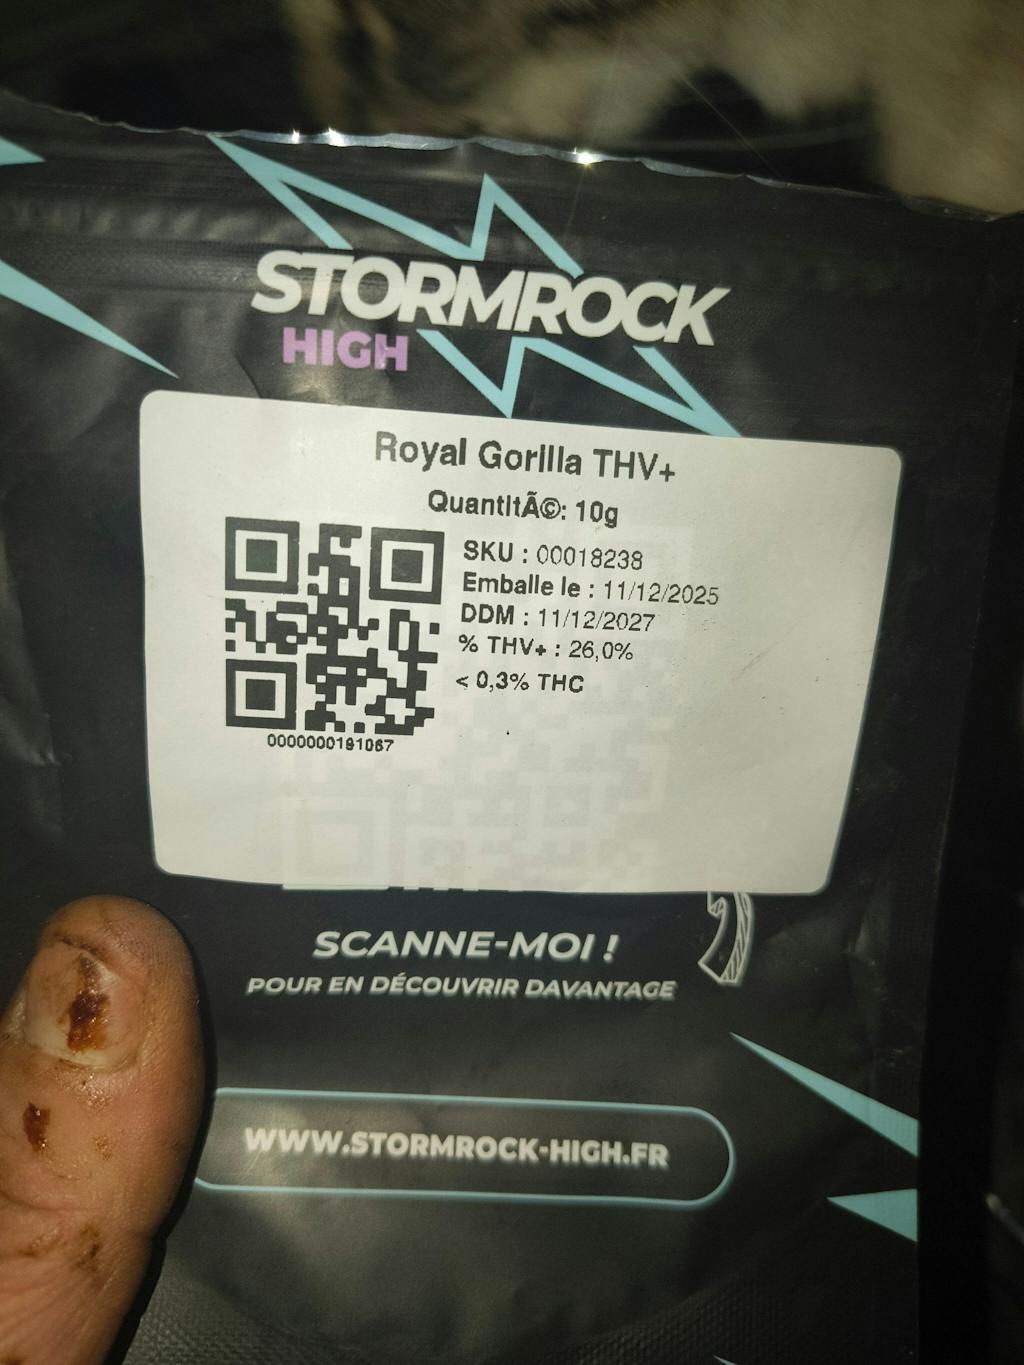 STORMROCK
HIGH
Royal Gorilla THV+
QuantitÃ©: 10g
SKU : 00018238
Emballe le : 11/12/2025
DDM : 11/12/2027
% THV+ : 26,0%
< 0,3% THC
0000000191067
SCANNE-MOI !
POUR EN DÉCOUVRIR DAVANTAGE
WWW.STORMROCK-HIGH.FR